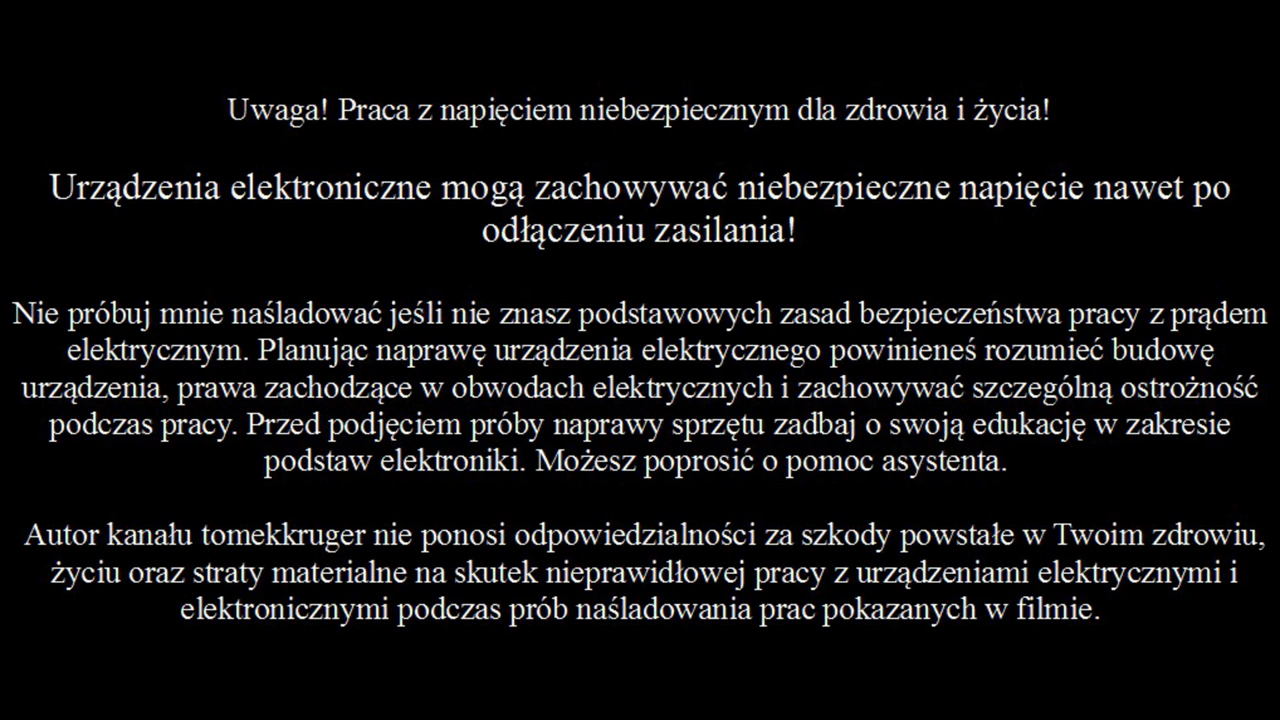 Uwaga! Praca z napięciem niebezpiecznym dla zdrowia i życia!
Urządzenia elektroniczne mogą zachowywać niebezpieczne napięcie nawet po
odłączeniu zasilania!
Nie próbuj mnie naśladować jeśli nie znasz podstawowych zasad bezpieczeństwa pracy z prądem
elektrycznym. Planując naprawę urządzenia elektrycznego powinieneś rozumieć budowę
urządzenia, prawa zachodzące w obwodach elektrycznych i zachowywać szczególną ostrożność
podczas pracy. Przed podjęciem próby naprawy sprzętu zadbaj o swoją edukację w zakresie
podstaw elektroniki. Możesz poprosić o pomoc asystenta.
Autor kanału tomekkruger nie ponosi odpowiedzialności za szkody powstałe w Twoim zdrowiu,
życiu oraz straty materialne na skutek nieprawidłowej pracy z urządzeniami elektrycznymi i
elektronicznymi podczas prób naśladowania prac pokazanych w filmie.